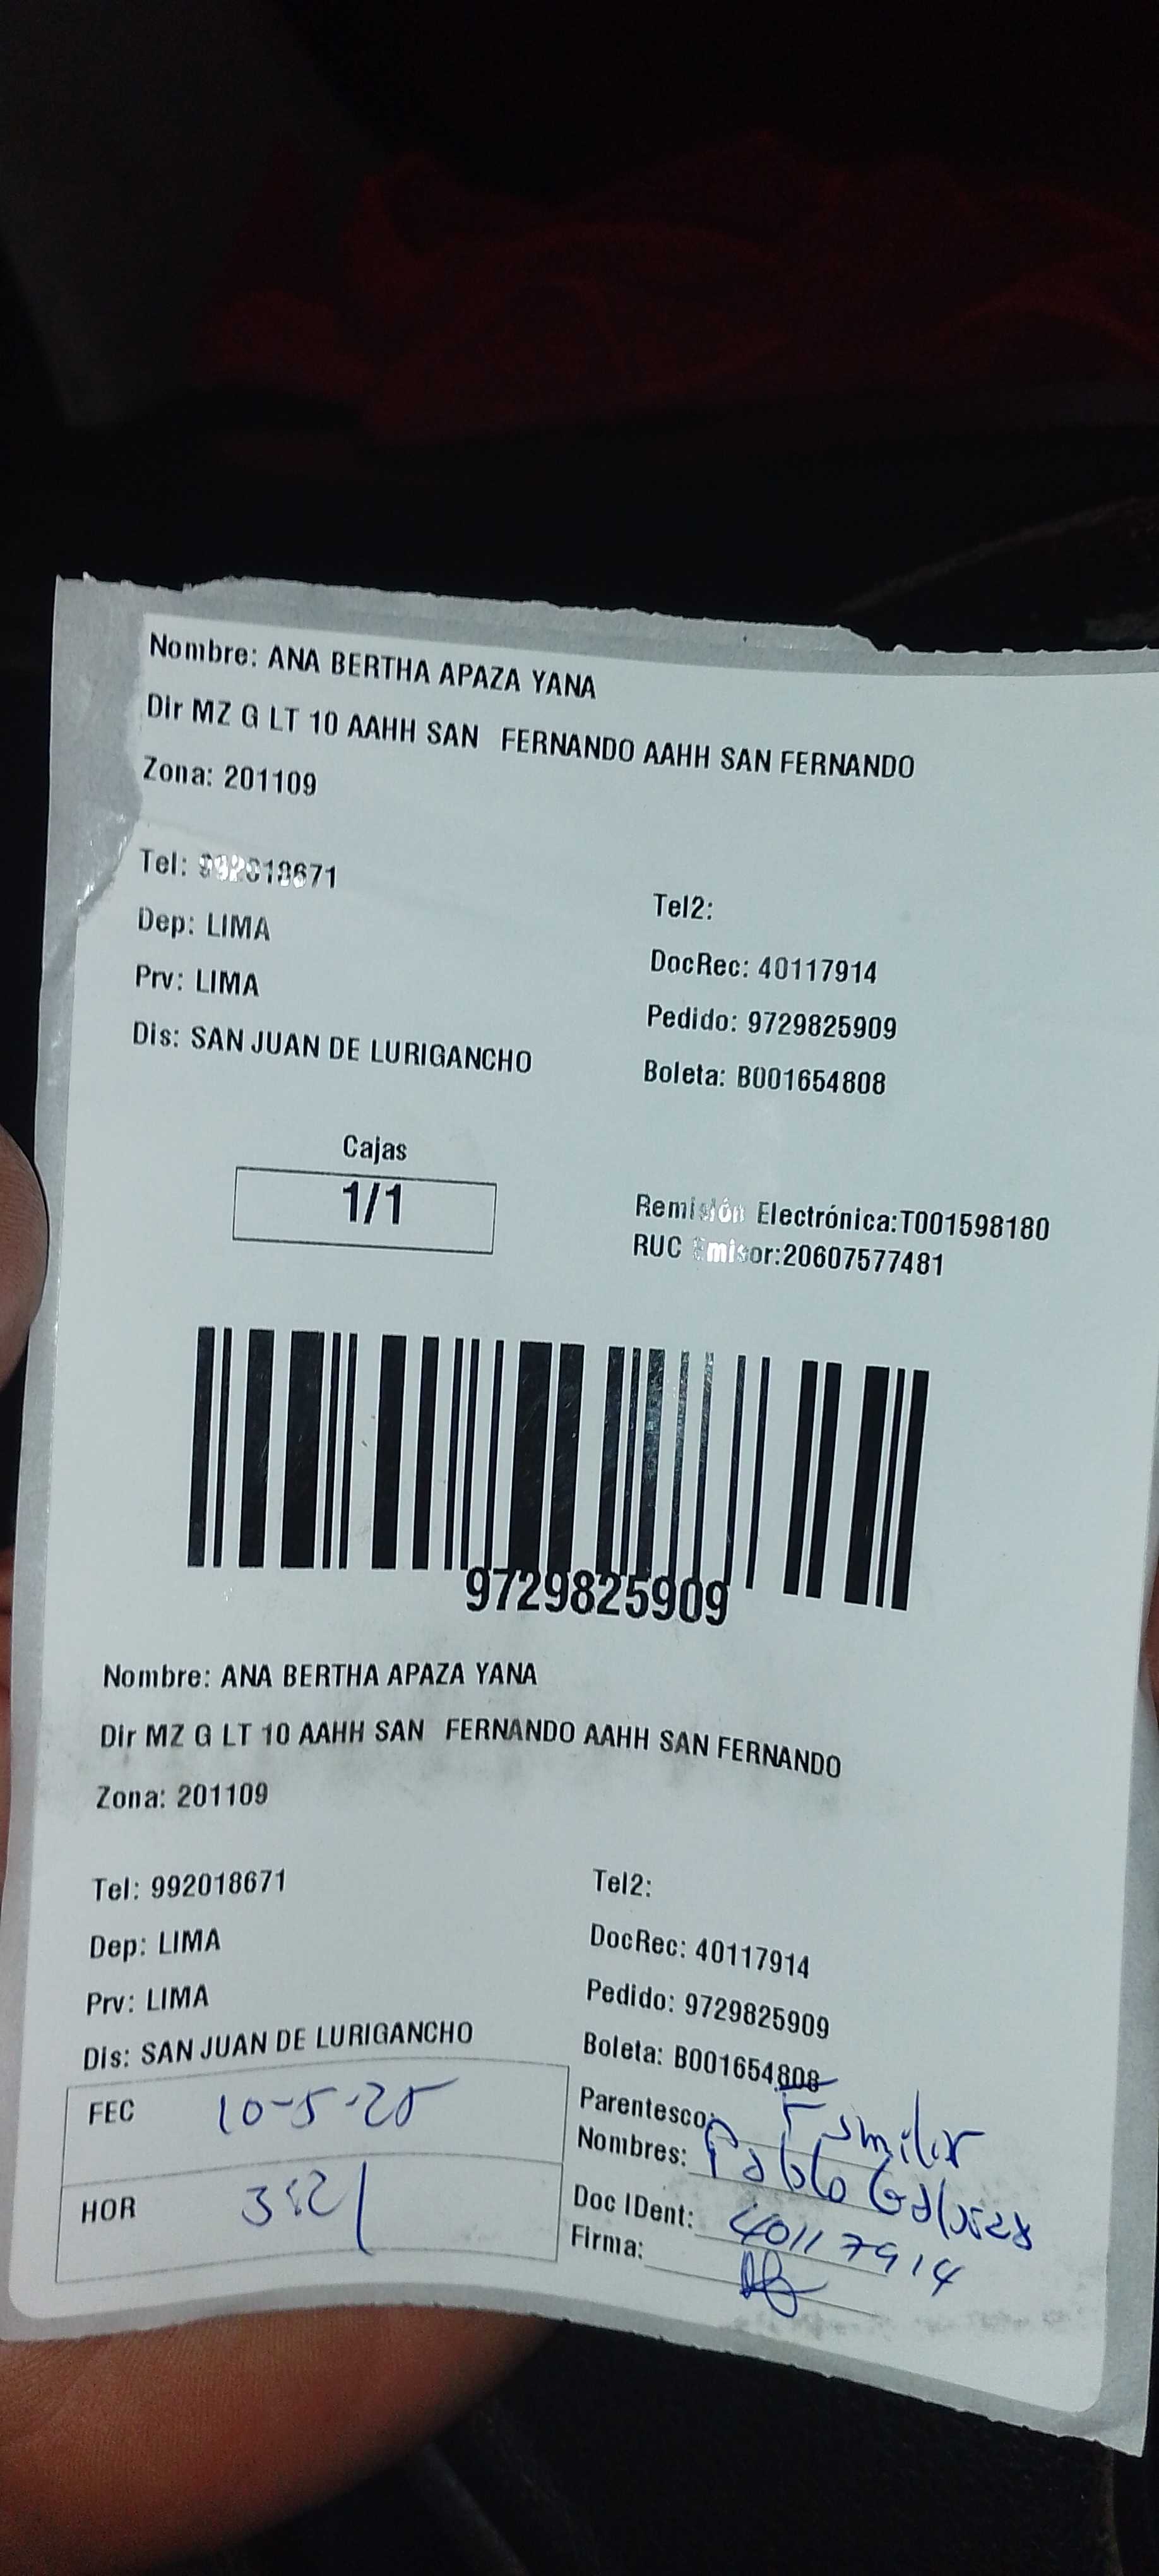 Nombre: ANA BERTHA APAZA YANA
Dir MZ G LT 10 AAHH SAN FERNANDO AAHH SAN FERNANDO
Zona: 201109
Tel: 992018671
Tel2:
Dep: LIMA
DocRec: 40117914
Prv: LIMA
Pedido: 9729825909
Dis: SAN JUAN DE LURIGANCHO
Boleta: B001654808
Cajas
1/1
Remisión Electrónica:T001598180
RUC Emisor:20607577481
9729825909
Nombre: ANA BERTHA APAZA YANA
Dir MZ G LT 10 AAHH SAN FERNANDO AAHH SAN FERNANDO
Zona: 201109
Tel: 992018671
Tel2:
Dep: LIMA
DocRec: 40117914
Prv: LIMA
Pedido: 9729825909
Dis: SAN JUAN DE LURIGANCHO
Boleta: B001654808
FEC 10-5-25
Parentesco: Familir
Nombres: Pablo
HOR 3:21
Doc IDent: 40117914
Firma: